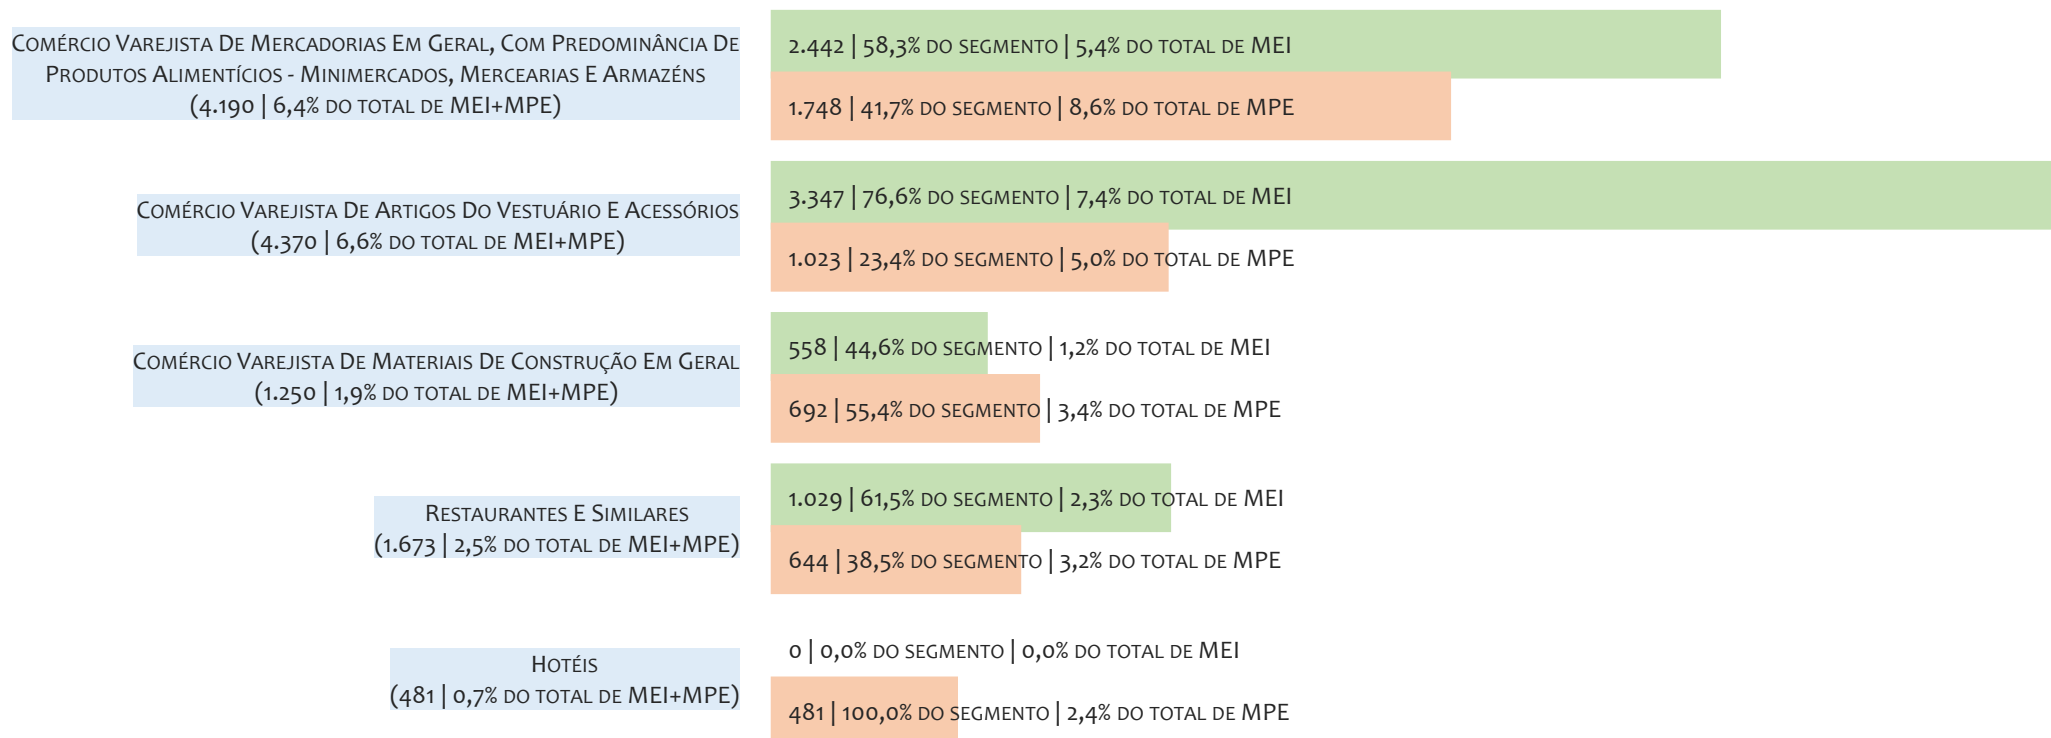 Comércio Varejista De Mercadorias Em Geral, Com Predominância De
Produtos Alimentícios - Minimercados, Mercearias E Armazéns
(4.190 | 6,4% do total de MEI+MPE)
2.442 | 58,3% do segmento | 5,4% do total de MEI
1.748 | 41,7% do segmento | 8,6% do total de MPE
Comércio Varejista De Artigos Do Vestuário E Acessórios
(4.370 | 6,6% do total de MEI+MPE)
3.347 | 76,6% do segmento | 7,4% do total de MEI
1.023 | 23,4% do segmento | 5,0% do total de MPE
Comércio Varejista De Materiais De Construção Em Geral
(1.250 | 1,9% do total de MEI+MPE)
558 | 44,6% do segmento | 1,2% do total de MEI
692 | 55,4% do segmento | 3,4% do total de MPE
Restaurantes E Similares
(1.673 | 2,5% do total de MEI+MPE)
1.029 | 61,5% do segmento | 2,3% do total de MEI
644 | 38,5% do segmento | 3,2% do total de MPE
Hotéis
(481 | 0,7% do total de MEI+MPE)
0 | 0,0% do segmento | 0,0% do total de MEI
481 | 100,0% do segmento | 2,4% do total de MPE